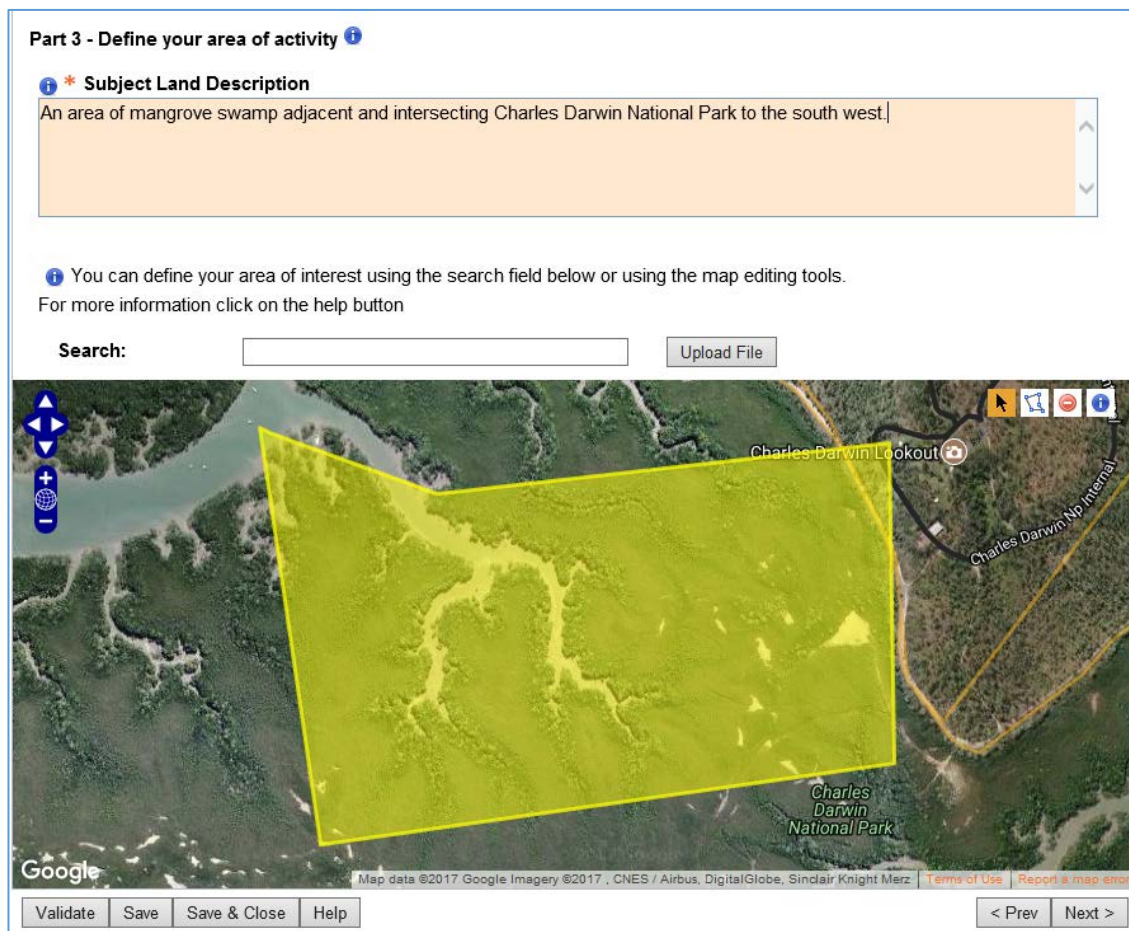 Part 3 - Define your area of activity
* Subject Land Description
An area of mangrove swamp adjacent and intersecting Charles Darwin National Park to the south west.
You can define your area of interest using the search field below or using the map editing tools.
For more information click on the help button
Search:
Upload File
Charles Darwin Lookout
Charles Darwin Np Internal
Charles
Darwin
National Park
Google
Map data ©2017 Google Imagery ©2017 , CNES / Airbus, DigitalGlobe, Sinclair Knight Merz
Terms of Use
Report a map error
Validate
Save
Save & Close
Help
< Prev
Next >